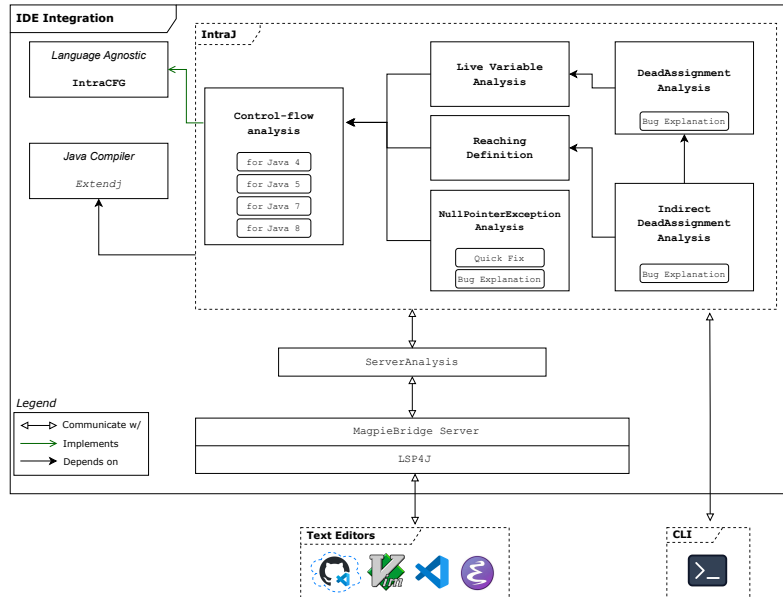 IDE Integration
Language Agnostic
IntraCFG
Java Compiler
Extendj
IntraJ
Control-flow
analysis
for Java 4
for Java 5
for Java 7
for Java 8
Live Variable
Analysis
Reaching
Definition
NullPointerException
Analysis
Quick Fix
Bug Explanation
DeadAssignment
Analysis
Bug Explanation
Indirect
DeadAssignment
Analysis
Bug Explanation
ServerAnalysis
MagpieBridge Server
LSP4J
Legend
Communicate w/
Implements
Depends on
Text Editors
Vim
CLI